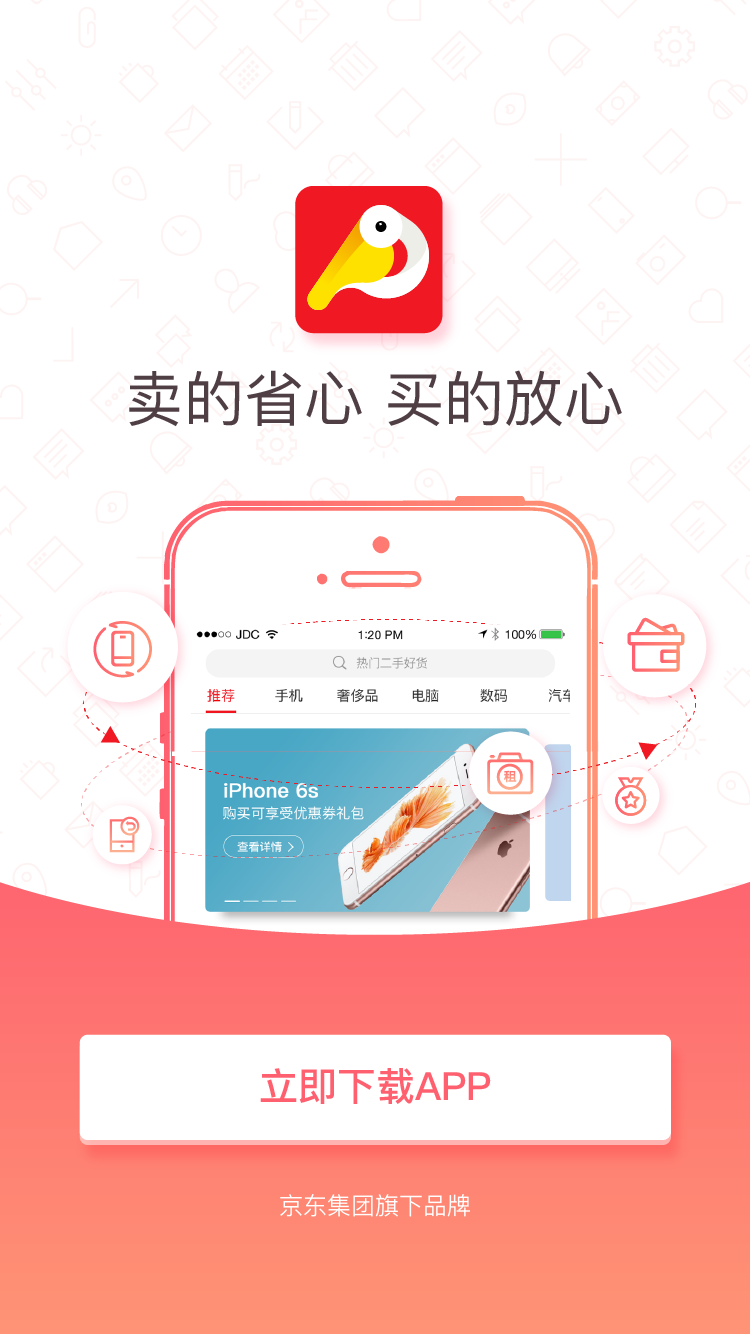 卖的省心 买的放心
JDC 1:20 PM 100%
热门二手好货
推荐 手机 奢侈品 电脑 数码 汽车
iPhone 6s
购买可享受优惠券礼包
查看详情
租
立即下载APP
京东集团旗下品牌